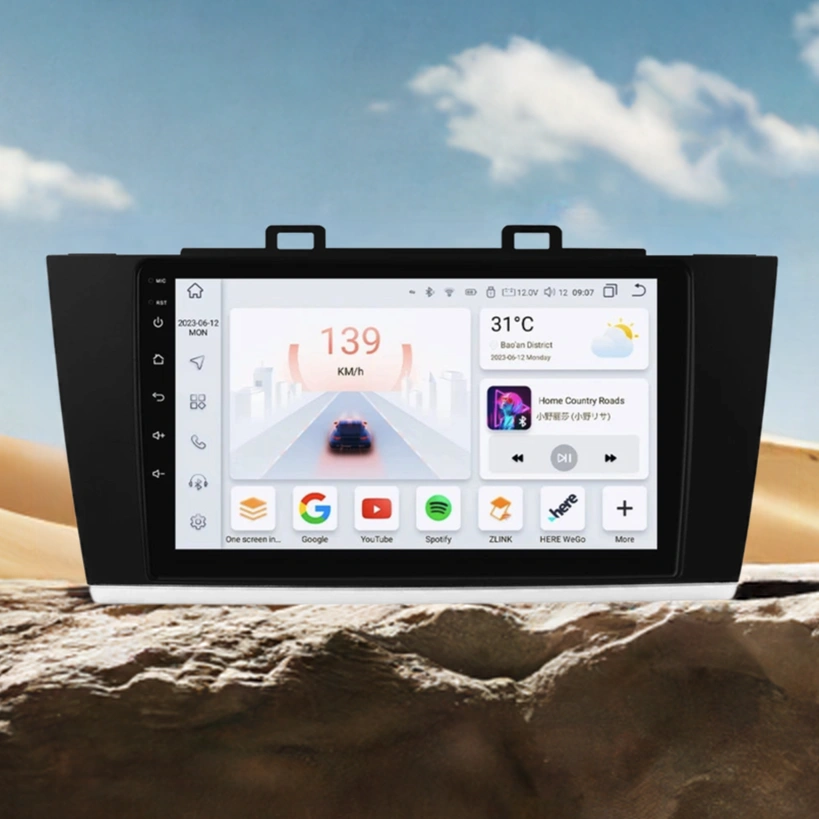 MIC
RST
2023-06-12
MON
12.0V
12
09:07
139
KM/h
31°C
Bao'an District
2023-06-12 Monday
Home Country Roads
小野麗莎 (小野リサ)
One screen in...
Google
YouTube
Spotify
ZLINK
here
HERE WeGo
More